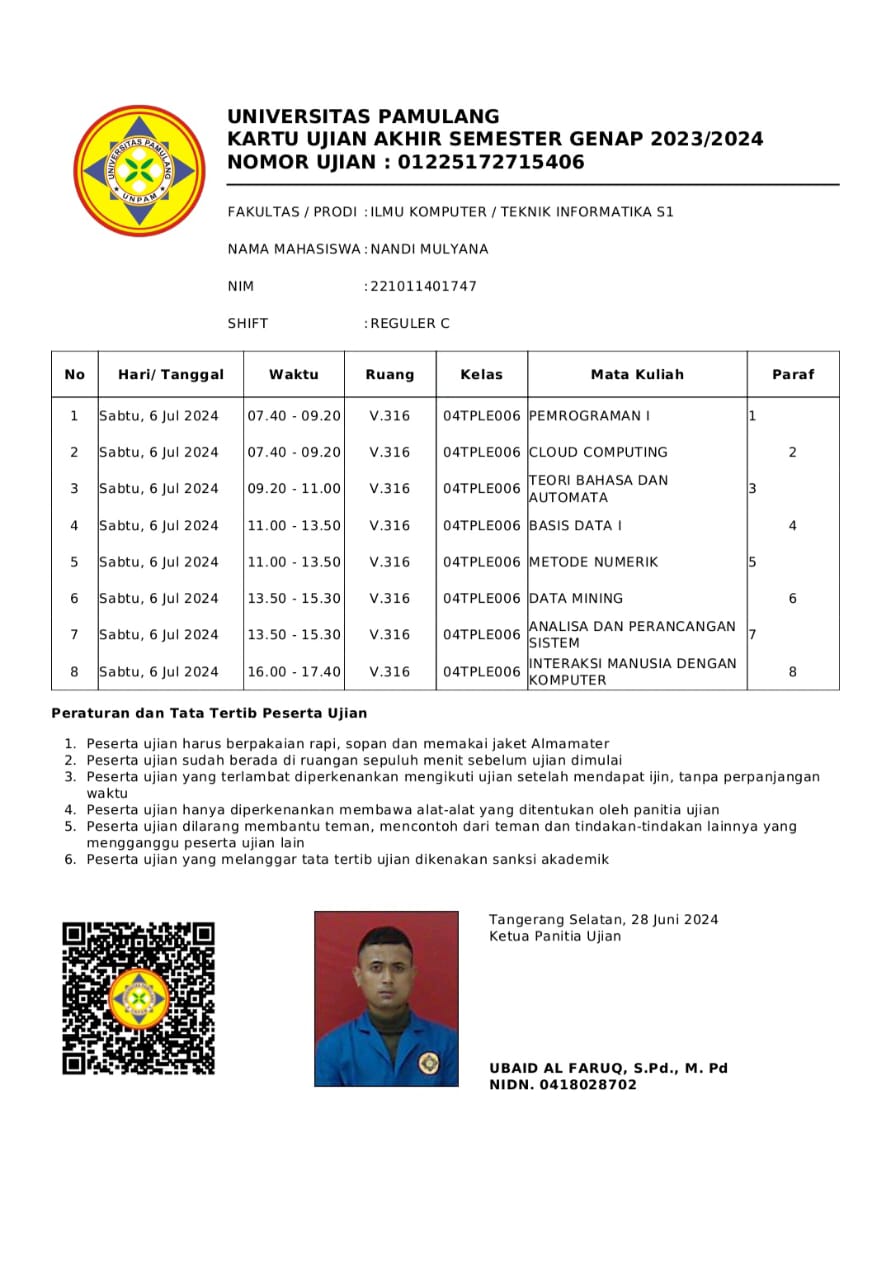 UNIVERSITAS PAMULANG
UNPAM
UNIVERSITAS PAMULANG
KARTU UJIAN AKHIR SEMESTER GENAP 2023/2024
NOMOR UJIAN : 01225172715406
FAKULTAS / PRODI : ILMU KOMPUTER / TEKNIK INFORMATIKA S1
NAMA MAHASISWA : NANDI MULYANA
NIM : 221011401747
SHIFT : REGULER C
No Hari/ Tanggal Waktu Ruang Kelas Mata Kuliah Paraf
1 Sabtu, 6 Jul 2024 07.40 - 09.20 V.316 04TPLE006 PEMROGRAMAN I 1
2 Sabtu, 6 Jul 2024 07.40 - 09.20 V.316 04TPLE006 CLOUD COMPUTING 2
3 Sabtu, 6 Jul 2024 09.20 - 11.00 V.316 04TPLE006 TEORI BAHASA DAN
AUTOMATA 3
4 Sabtu, 6 Jul 2024 11.00 - 13.50 V.316 04TPLE006 BASIS DATA I 4
5 Sabtu, 6 Jul 2024 11.00 - 13.50 V.316 04TPLE006 METODE NUMERIK 5
6 Sabtu, 6 Jul 2024 13.50 - 15.30 V.316 04TPLE006 DATA MINING 6
7 Sabtu, 6 Jul 2024 13.50 - 15.30 V.316 04TPLE006 ANALISA DAN PERANCANGAN
SISTEM 7
8 Sabtu, 6 Jul 2024 16.00 - 17.40 V.316 04TPLE006 INTERAKSI MANUSIA DENGAN
KOMPUTER 8
Peraturan dan Tata Tertib Peserta Ujian
1. Peserta ujian harus berpakaian rapi, sopan dan memakai jaket Almamater
2. Peserta ujian sudah berada di ruangan sepuluh menit sebelum ujian dimulai
3. Peserta ujian yang terlambat diperkenankan mengikuti ujian setelah mendapat ijin, tanpa perpanjangan
waktu
4. Peserta ujian hanya diperkenankan membawa alat-alat yang ditentukan oleh panitia ujian
5. Peserta ujian dilarang membantu teman, mencontoh dari teman dan tindakan-tindakan lainnya yang
mengganggu peserta ujian lain
6. Peserta ujian yang melanggar tata tertib ujian dikenakan sanksi akademik
Tangerang Selatan, 28 Juni 2024
Ketua Panitia Ujian
UBAID AL FARUQ, S.Pd., M. Pd
NIDN. 0418028702